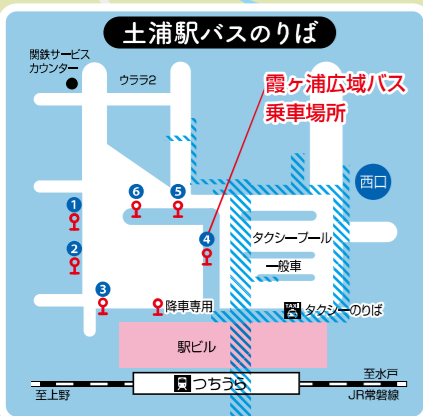 土浦駅バスのりば
関鉄サービス
カウンター
ウララ2
霞ヶ浦広域バス
乗車場所
西口
1
6
5
4
2
3
タクシープール
一般車
降車専用
TAXI
タクシーのりば
駅ビル
つちうら
至上野
至水戸
JR常磐線